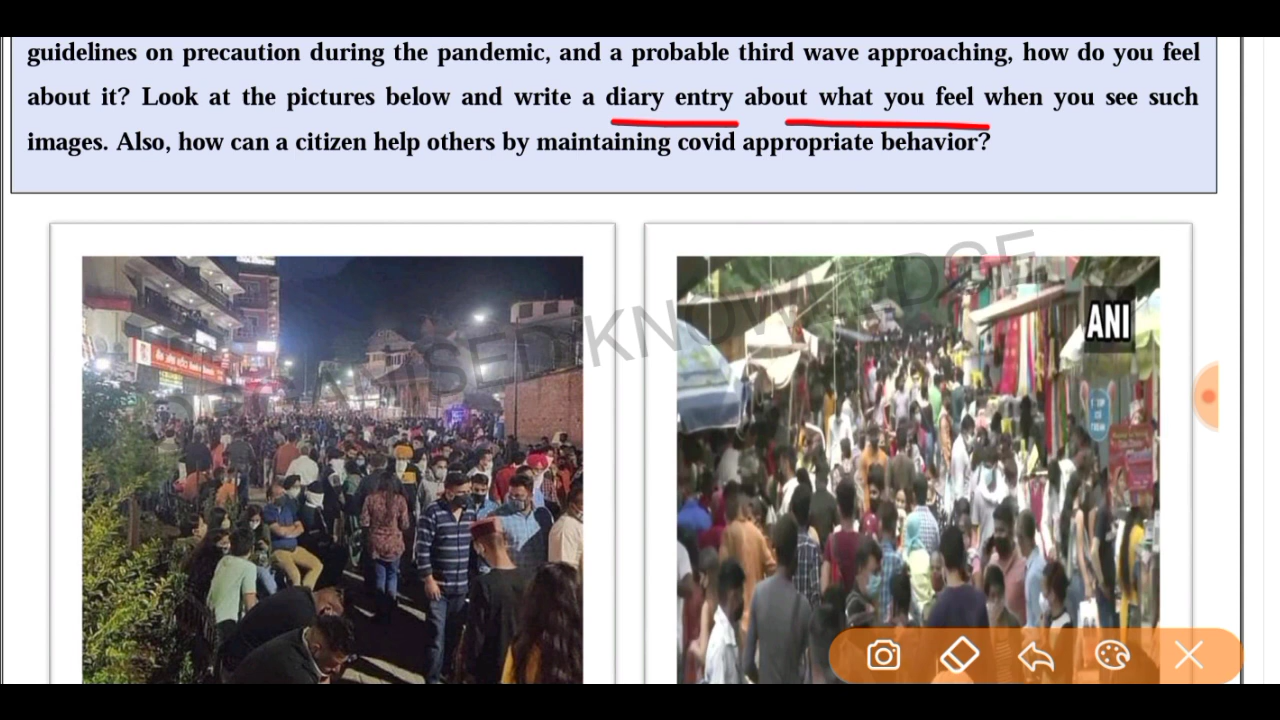 guidelines on precaution during the pandemic, and a probable third wave approaching, how do you feel
about it? Look at the pictures below and write a diary entry about what you feel when you see such
images. Also, how can a citizen help others by maintaining covid appropriate behavior?
ANI